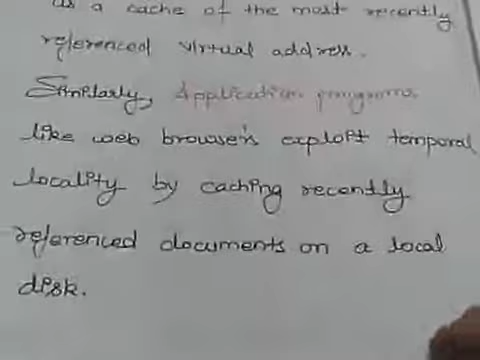 as a cache of the most recently
referenced virtual address.
Similarly, Application programs
like web browser's exploit temporal
locality by caching recently
referenced documents on a local
disk.